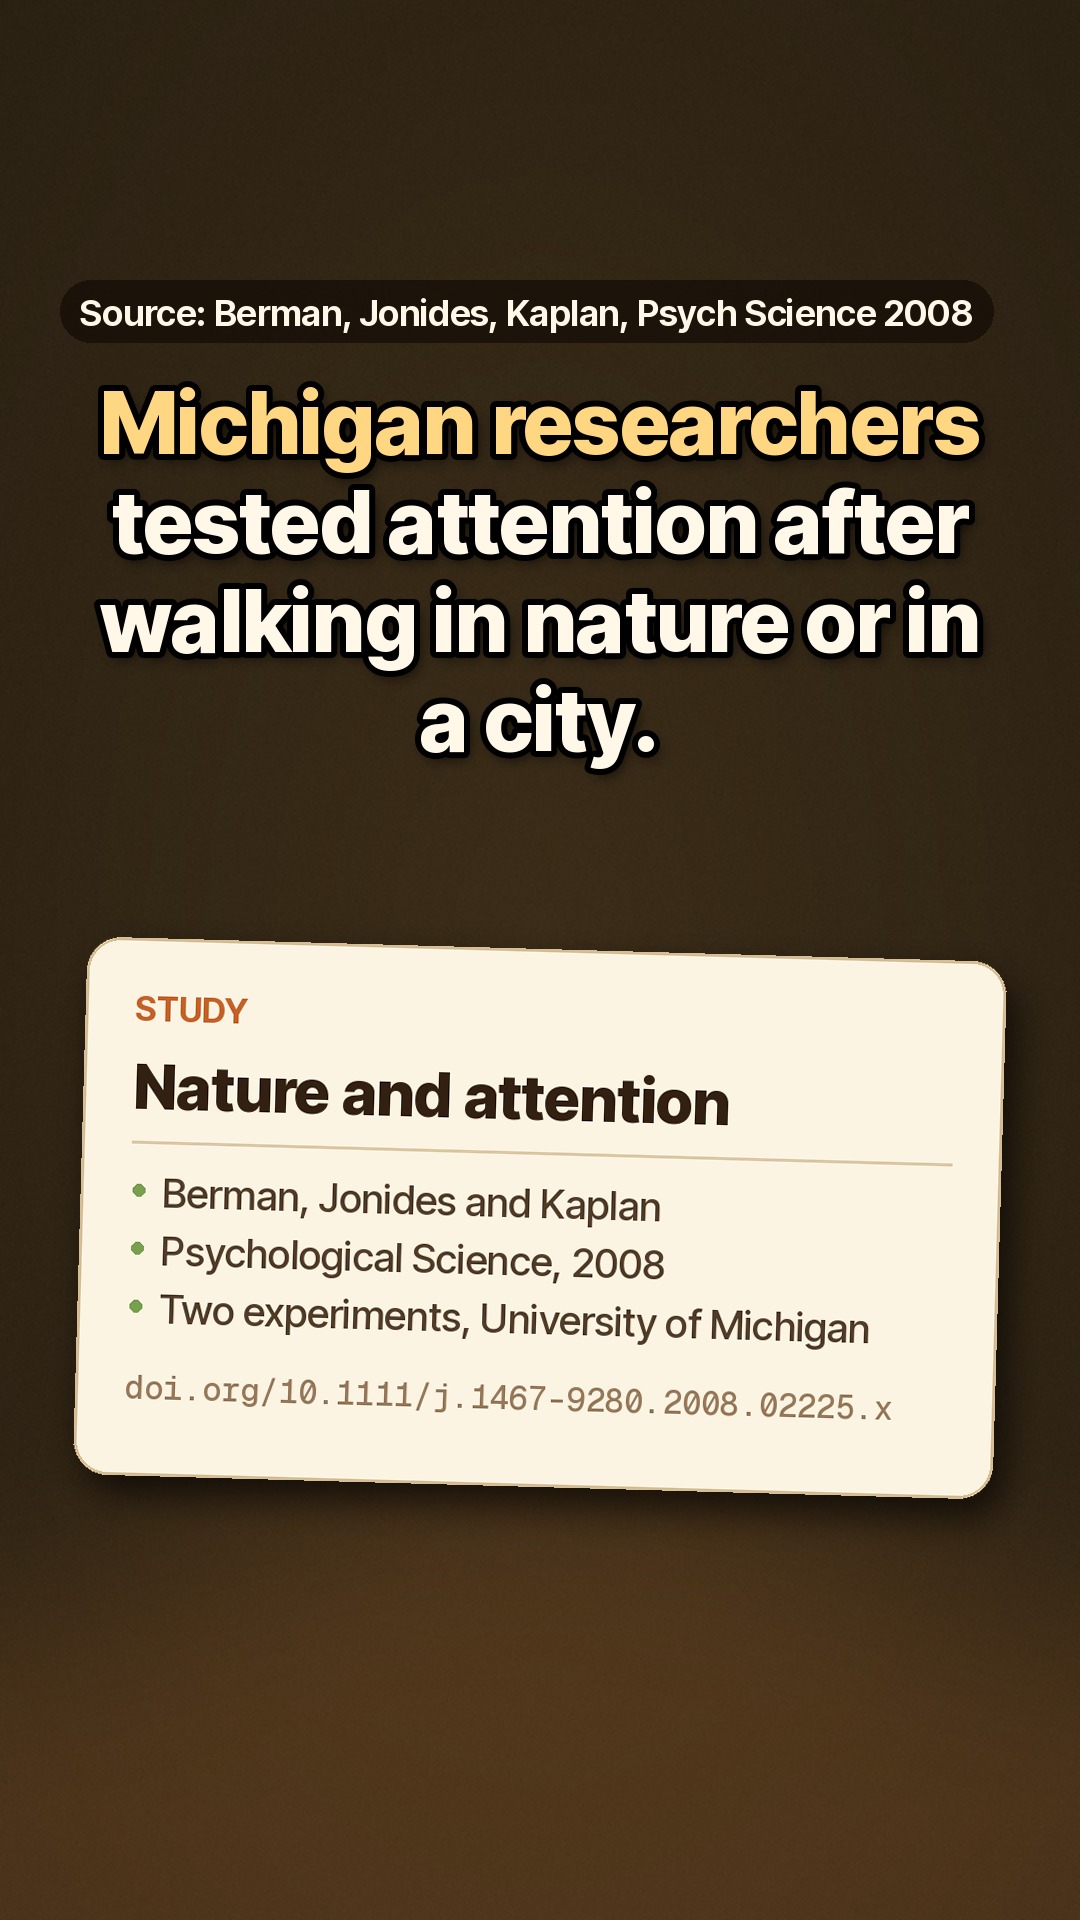 Source: Berman, Jonides, Kaplan, Psych Science 2008
Michigan researchers
tested attention after
walking in nature or in
a city.
STUDY
Nature and attention
• Berman, Jonides and Kaplan
• Psychological Science, 2008
• Two experiments, University of Michigan
doi.org/10.1111/j.1467-9280.2008.02225.x